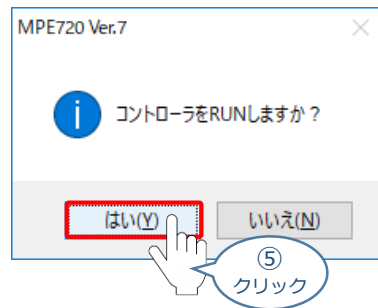 MPE720 Ver.7
コントローラをRUNしますか？
はい(Y)
いいえ(N)
⑤
クリック